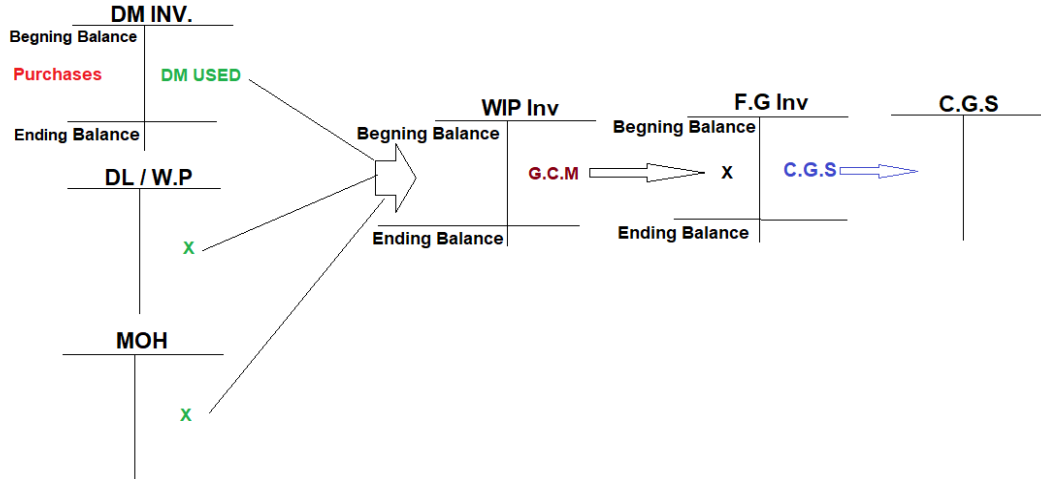 DM INV.
Begning Balance
Purchases
DM USED
Ending Balance
DL / W.P
X
MOH
X
WIP Inv
Begning Balance
G.C.M
Ending Balance
F.G Inv
Begning Balance
X
C.G.S
Ending Balance
C.G.S